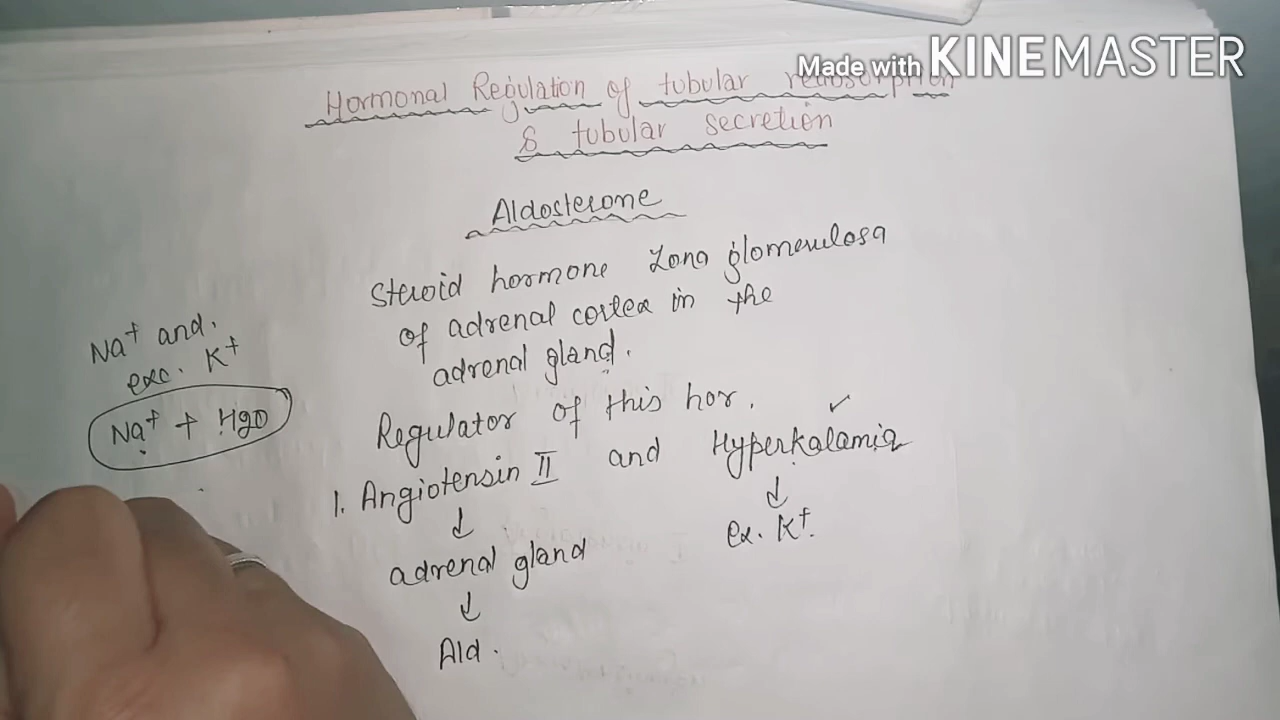 Made with KINEMASTER
Hormonal Regulation of tubular reabsorption
& tubular secretion
Aldosterone
Steroid hormone Zona glomerulosa
of adrenal cortex in the
adrenal gland.
Na+ and.
exc. K+
Na+ + H2O
Regulator of this hor.
1. Angiotensin II and Hyperkalamia
↓ ↓
adrenal gland ex. K+.
↓
Ald.